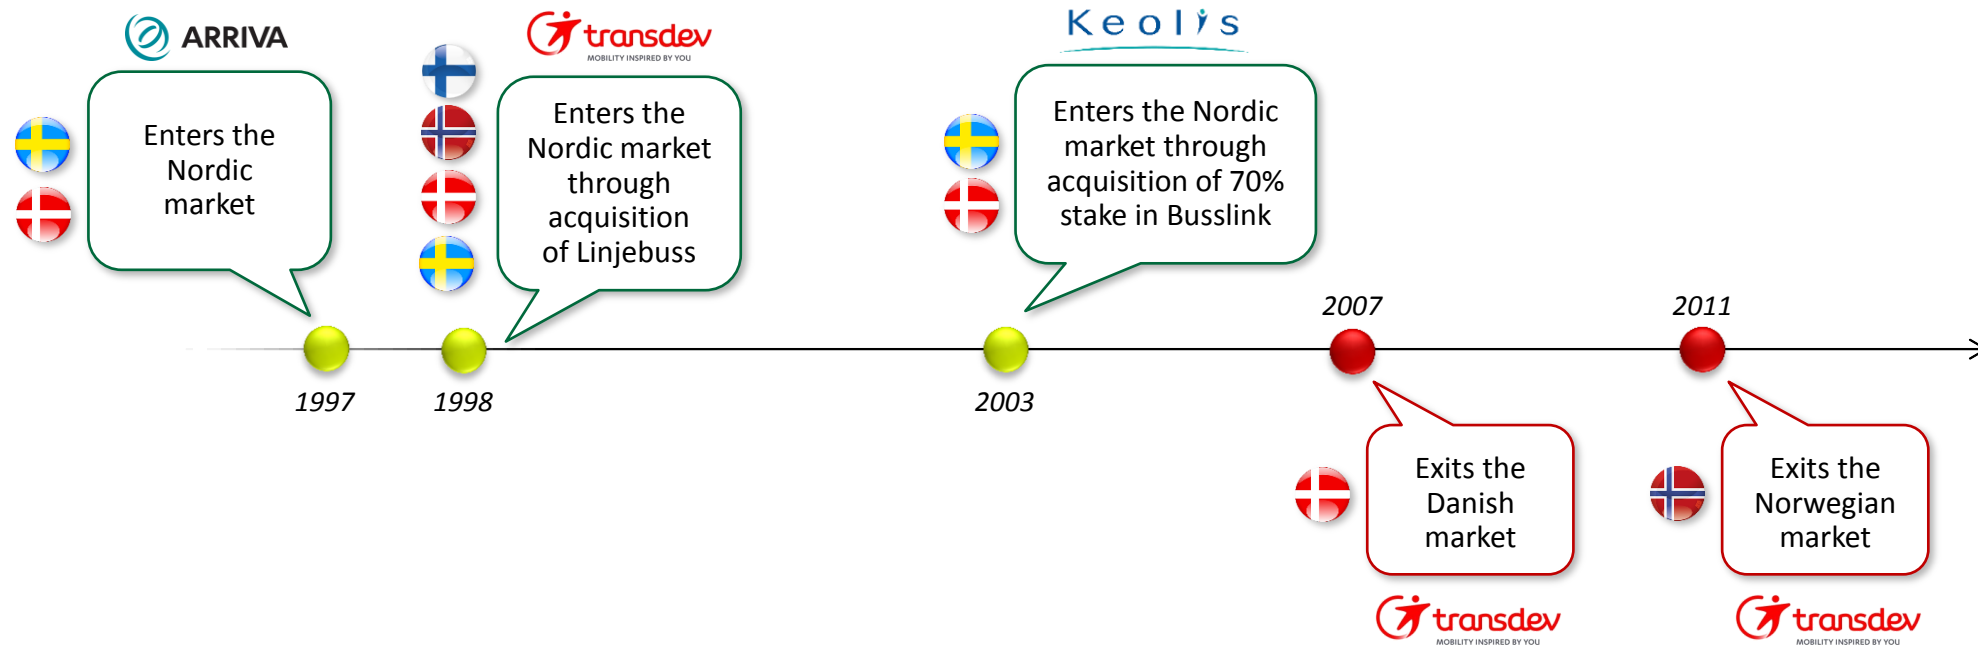 ARRIVA
Enters the
Nordic
market
transdev
MOBILITY INSPIRED BY YOU
Enters the
Nordic market
through
acquisition
of Linjebuss
Keolis
Enters the Nordic
market through
acquisition of 70%
stake in Busslink
1997
1998
2003
2007
2011
Exits the
Danish
market
transdev
MOBILITY INSPIRED BY YOU
Exits the
Norwegian
market
transdev
MOBILITY INSPIRED BY YOU